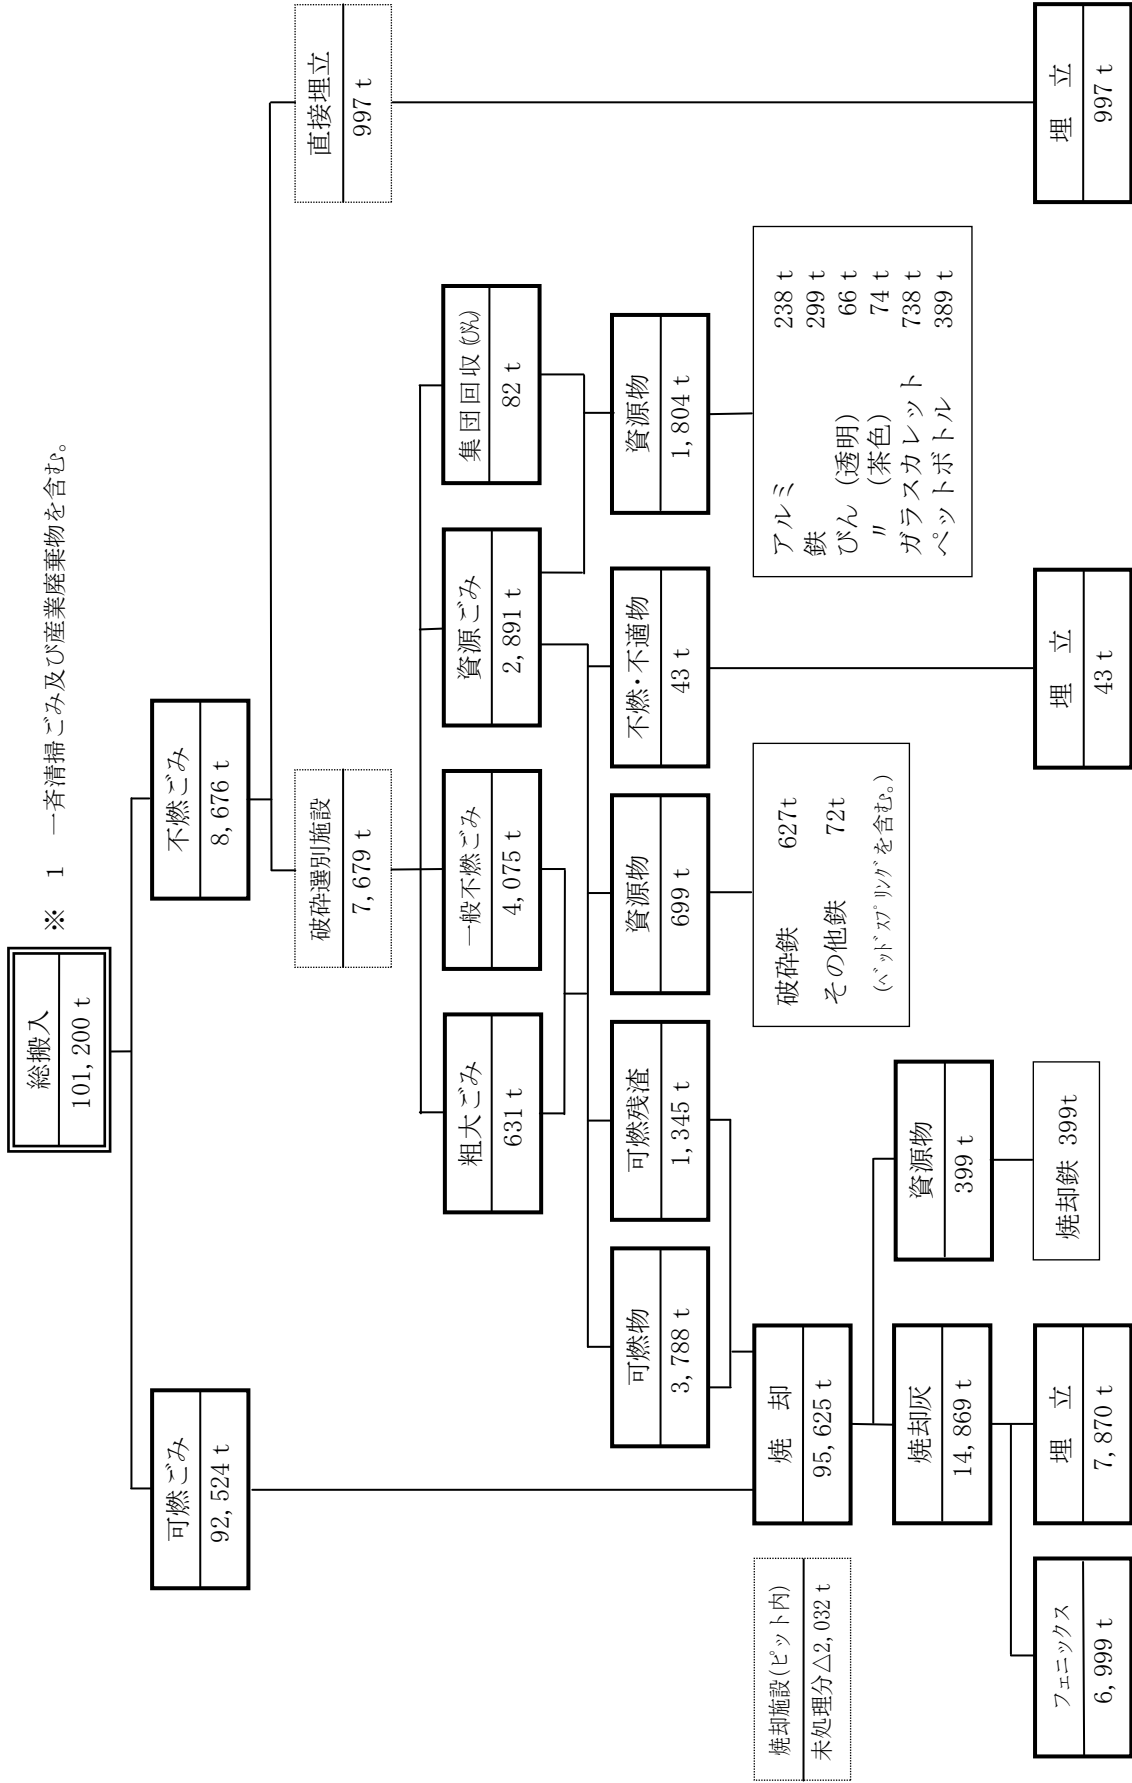 ※ 1 一斉清掃ごみ及び産業廃棄物を含む。
総搬入
101,200 t
可燃ごみ
92,524 t
不燃ごみ
8,676 t
破砕選別施設
7,679 t
直接埋立
997 t
粗大ごみ
631 t
一般不燃ごみ
4,075 t
資源ごみ
2,891 t
集団回収(びん)
82 t
可燃物
3,788 t
可燃残渣
1,345 t
資源物
699 t
不燃・不適物
43 t
資源物
1,804 t
焼却施設(ピット内)
未処理分△2,032 t
焼 却
95,625 t
破砕鉄 627t
その他鉄 72t
(ベッドスプリングを含む。)
アルミ 238 t
鉄 299 t
びん (透明) 66 t
〃 (茶色) 74 t
ガラスカレット 738 t
ペットボトル 389 t
焼却灰
14,869 t
資源物
399 t
フェニックス
6,999 t
埋 立
7,870 t
焼却鉄 399t
埋 立
43 t
埋 立
997 t